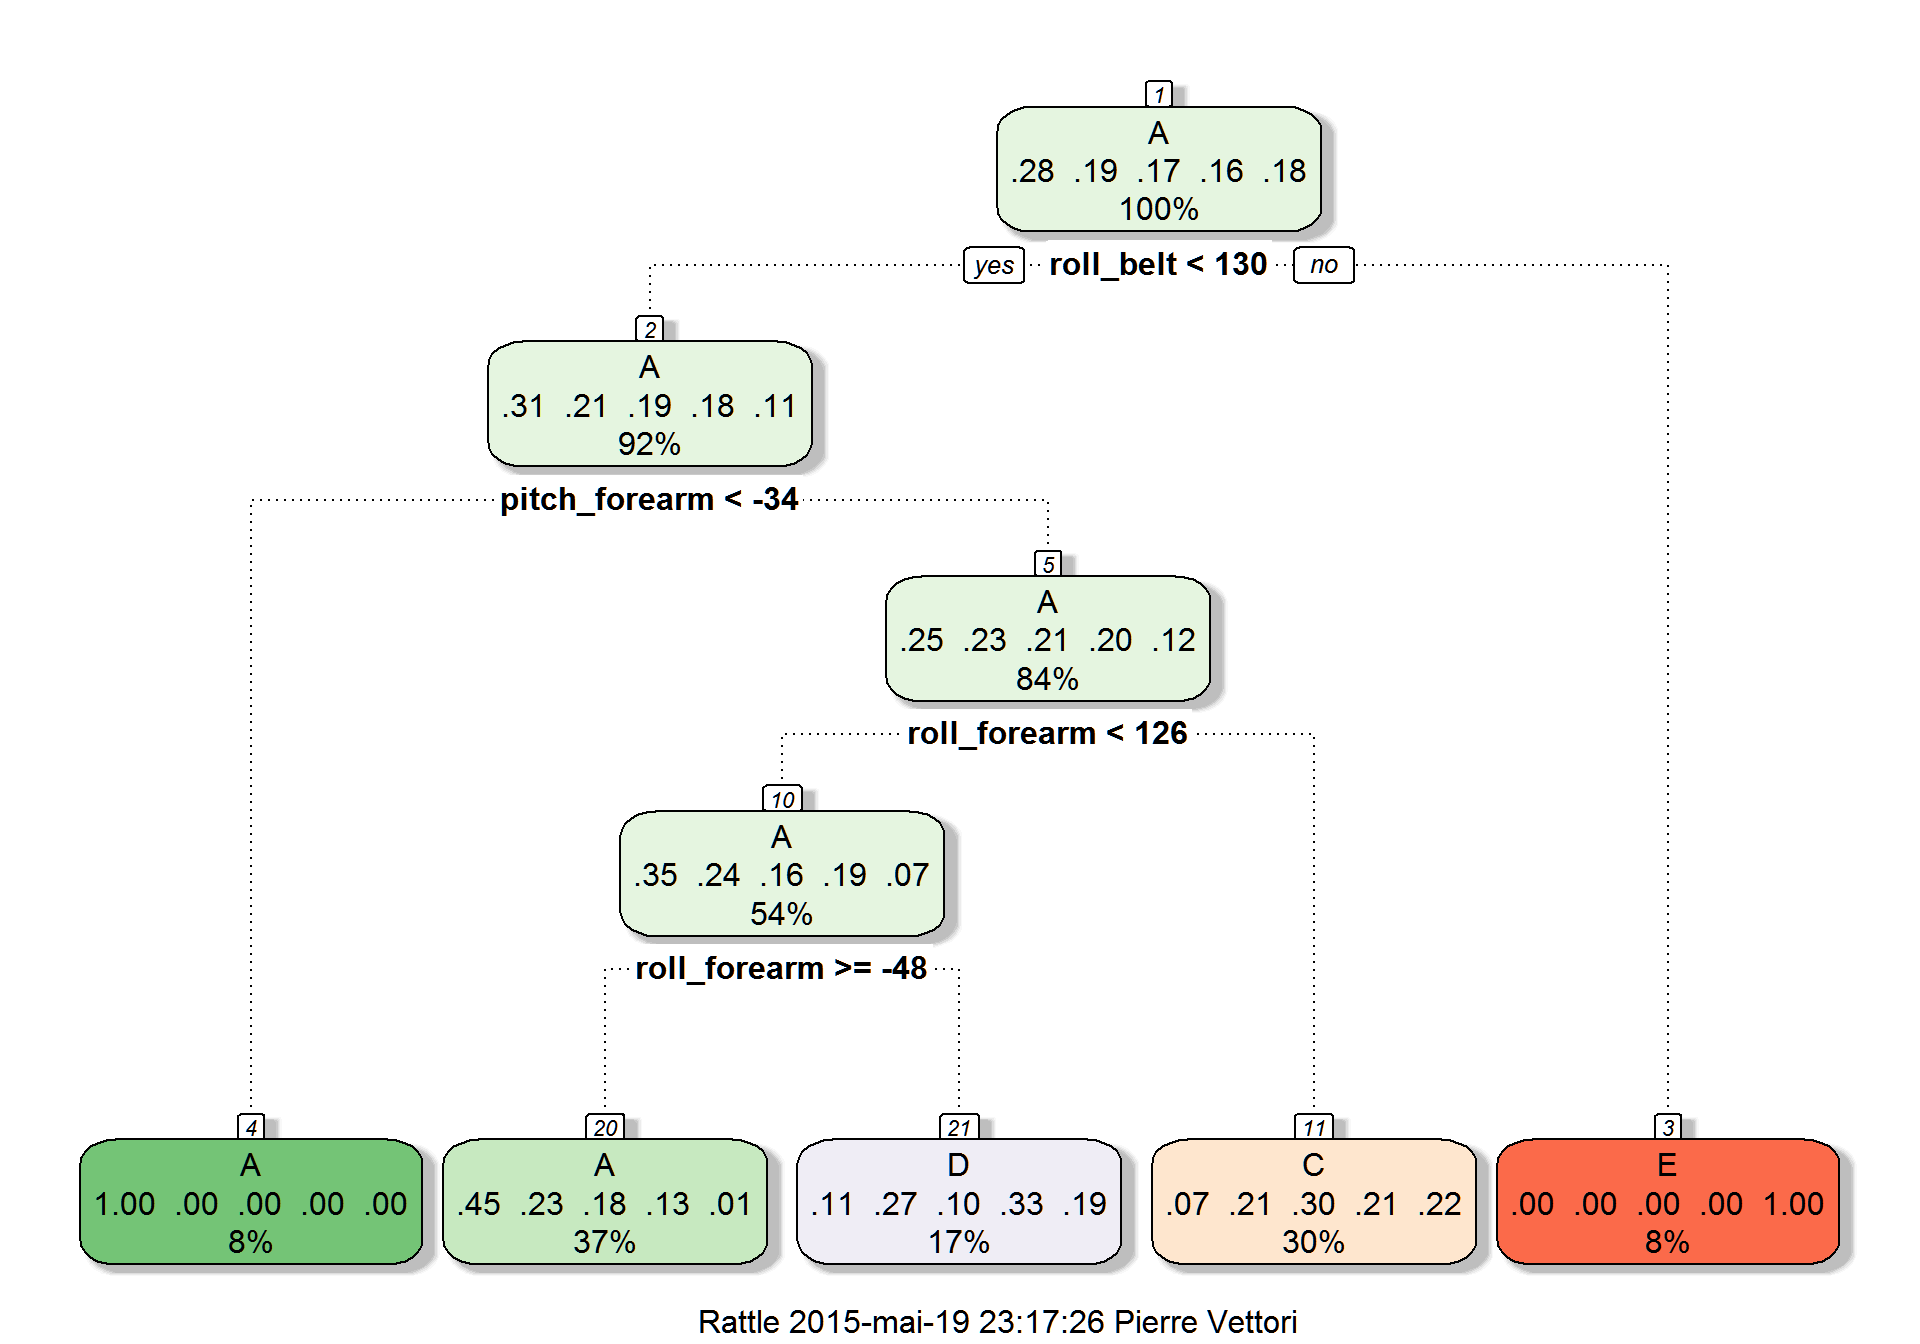 1
A
.28 .19 .17 .16 .18
100%
yes roll_belt < 130 no
2
A
.31 .21 .19 .18 .11
92%
pitch_forearm < -34
5
A
.25 .23 .21 .20 .12
84%
roll_forearm < 126
10
A
.35 .24 .16 .19 .07
54%
roll_forearm >= -48
4
A
1.00 .00 .00 .00 .00
8%
20
A
.45 .23 .18 .13 .01
37%
21
D
.11 .27 .10 .33 .19
17%
11
C
.07 .21 .30 .21 .22
30%
3
E
.00 .00 .00 .00 1.00
8%
Rattle 2015-mai-19 23:17:26 Pierre Vettori